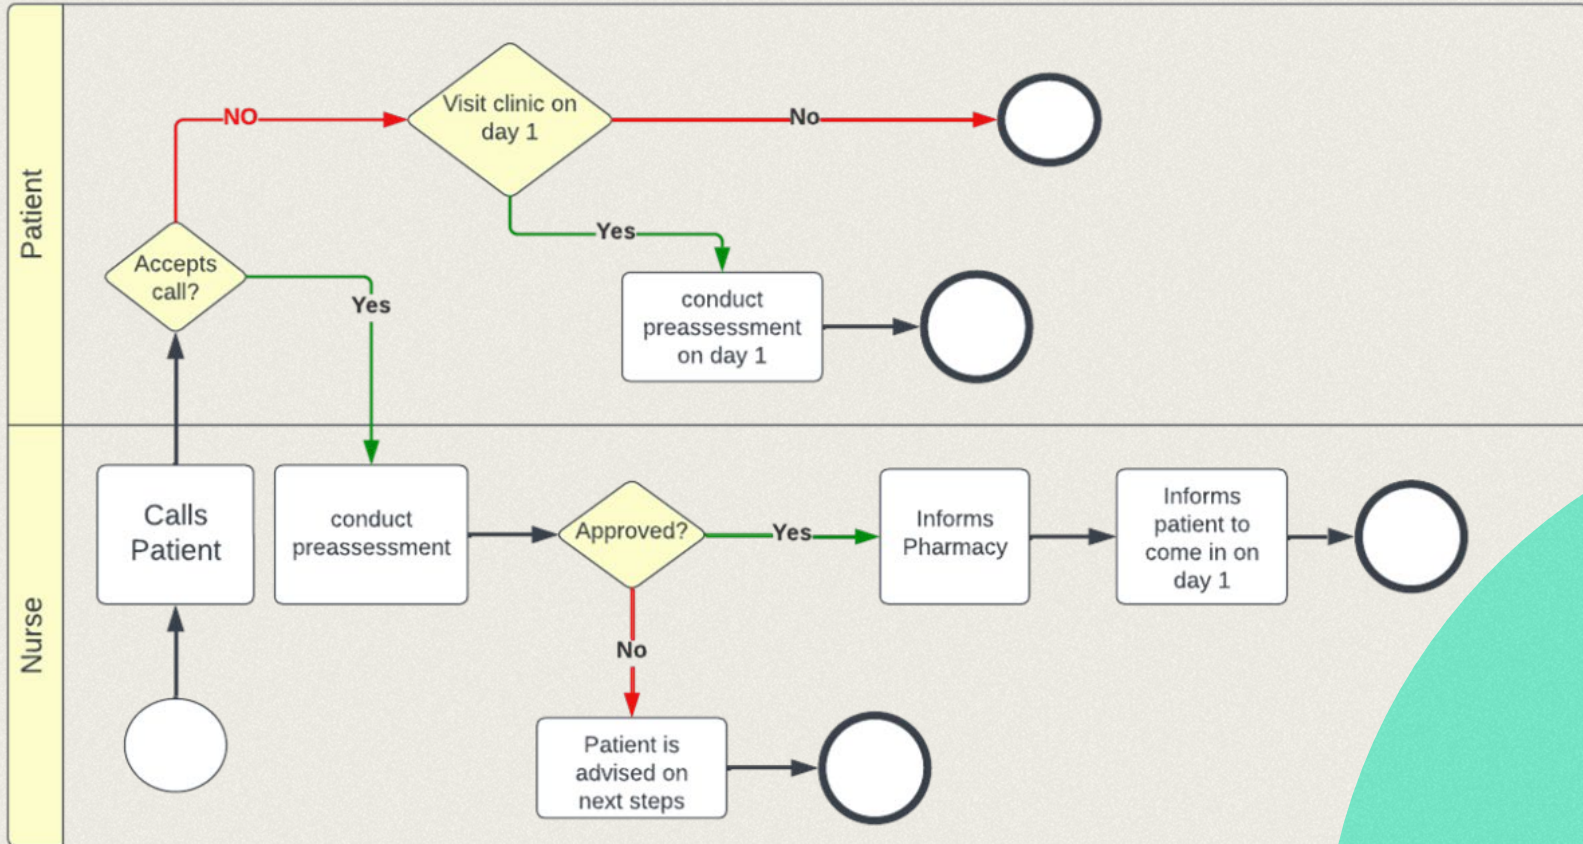 Patient
Visit clinic on
day 1
NO
No
Yes
Accepts
call?
Yes
conduct
preassessment
on day 1
Nurse
Calls
Patient
conduct
preassessment
Approved?
Yes
Informs
Pharmacy
Informs
patient to
come in on
day 1
No
Patient is
advised on
next steps